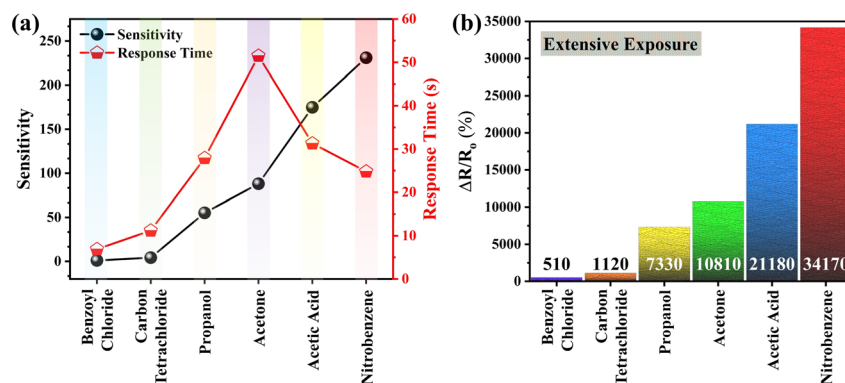 (a)
Sensitivity
Response Time
250
200
150
100
50
0
Sensitivity
60
50
40
30
20
10
0
Response Time (s)
Benzoyl
Chloride
Carbon
Tetrachloride
Propanol
Acetone
Acetic Acid
Nitrobenzene
(b)
Extensive Exposure
35000
30000
25000
20000
15000
10000
5000
0
ΔR/Ro (%)
510
1120
7330
10810
21180
34170
Benzoyl
Chloride
Carbon
Tetrachloride
Propanol
Acetone
Acetic Acid
Nitrobenzene